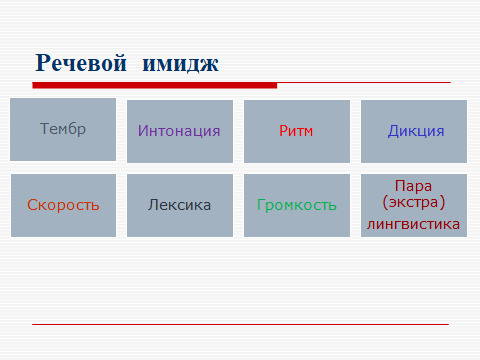 Речевой имидж
Тембр
Интонация
Ритм
Дикция
Скорость
Лексика
Громкость
Пара
(экстра)
лингвистика